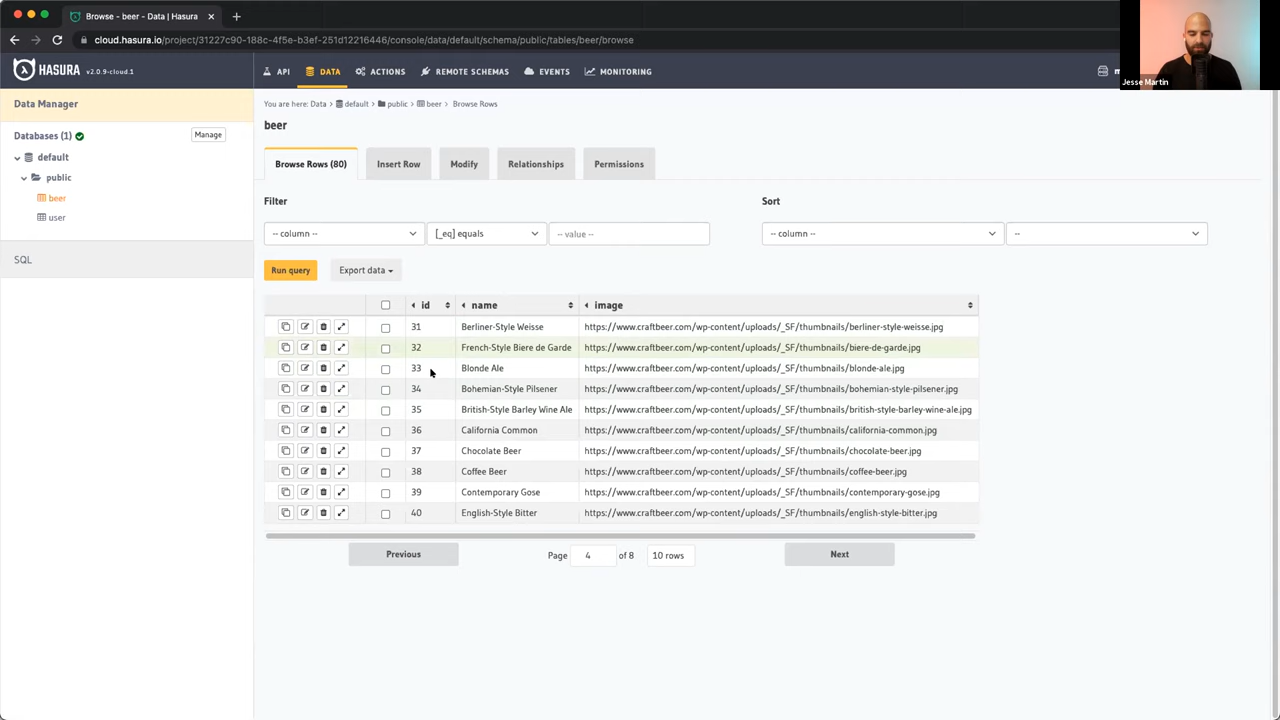 Browse - beer - Data | Hasura
cloud.hasura.io/project/31227c90-188c-4f5e-b3ef-251d12216446/console/data/default/schema/public/tables/beer/browse
Jesse Martin
HASURA v2.0.9-cloud.1 API DATA ACTIONS REMOTE SCHEMAS EVENTS MONITORING
Data Manager
Databases (1) Manage
default
public
beer
user
SQL
You are here: Data default public beer Browse Rows
beer
Browse Rows (80) Insert Row Modify Relationships Permissions
Filter Sort
-- column -- [_eq] equals -- value -- -- column -- --
Run query Export data
id name image
31 Berliner-Style Weisse https://www.craftbeer.com/wp-content/uploads/_SF/thumbnails/berliner-style-weisse.jpg
32 French-Style Biere de Garde https://www.craftbeer.com/wp-content/uploads/_SF/thumbnails/biere-de-garde.jpg
33 Blonde Ale https://www.craftbeer.com/wp-content/uploads/_SF/thumbnails/blonde-ale.jpg
34 Bohemian-Style Pilsener https://www.craftbeer.com/wp-content/uploads/_SF/thumbnails/bohemian-style-pilsener.jpg
35 British-Style Barley Wine Ale https://www.craftbeer.com/wp-content/uploads/_SF/thumbnails/british-style-barley-wine-ale.jpg
36 California Common https://www.craftbeer.com/wp-content/uploads/_SF/thumbnails/california-common.jpg
37 Chocolate Beer https://www.craftbeer.com/wp-content/uploads/_SF/thumbnails/chocolate-beer.jpg
38 Coffee Beer https://www.craftbeer.com/wp-content/uploads/_SF/thumbnails/coffee-beer.jpg
39 Contemporary Gose https://www.craftbeer.com/wp-content/uploads/_SF/thumbnails/contemporary-gose.jpg
40 English-Style Bitter https://www.craftbeer.com/wp-content/uploads/_SF/thumbnails/english-style-bitter.jpg
Previous Page 4 of 8 10 rows Next